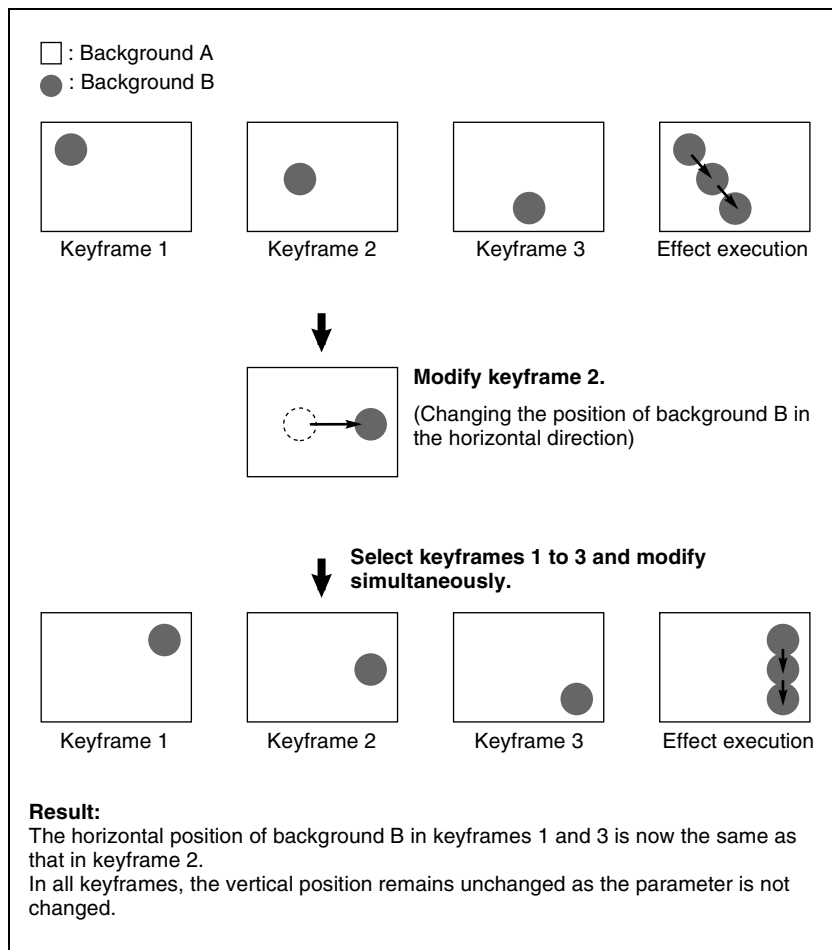 : Background A
: Background B
Keyframe 1
Keyframe 2
Keyframe 3
Effect execution
Modify keyframe 2.
(Changing the position of background B in
the horizontal direction)
Select keyframes 1 to 3 and modify
simultaneously.
Keyframe 1
Keyframe 2
Keyframe 3
Effect execution
Result:
The horizontal position of background B in keyframes 1 and 3 is now the same as
that in keyframe 2.
In all keyframes, the vertical position remains unchanged as the parameter is not
changed.